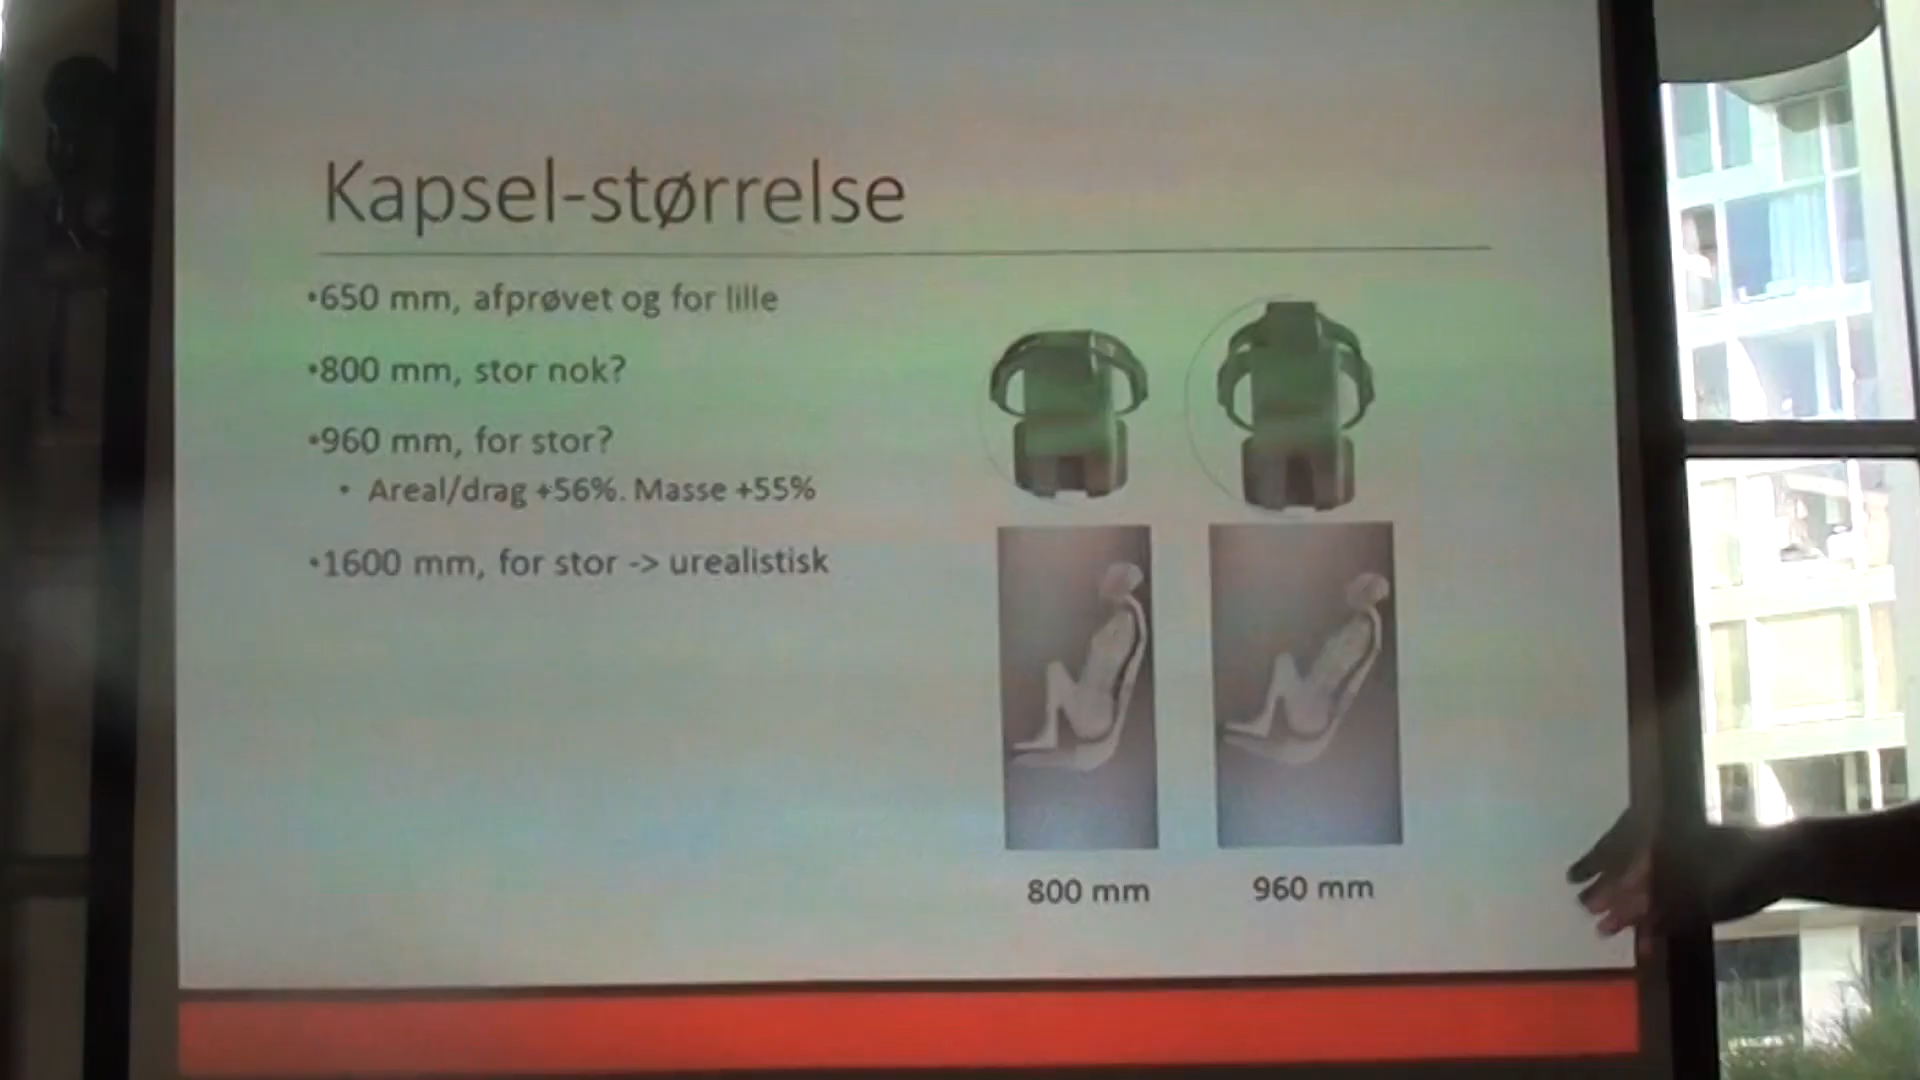 Kapsel-størrelse
•650 mm, afprøvet og for lille
•800 mm, stor nok?
•960 mm, for stor?
• Areal/drag +56%. Masse +55%
•1600 mm, for stor -> urealistisk
800 mm
960 mm